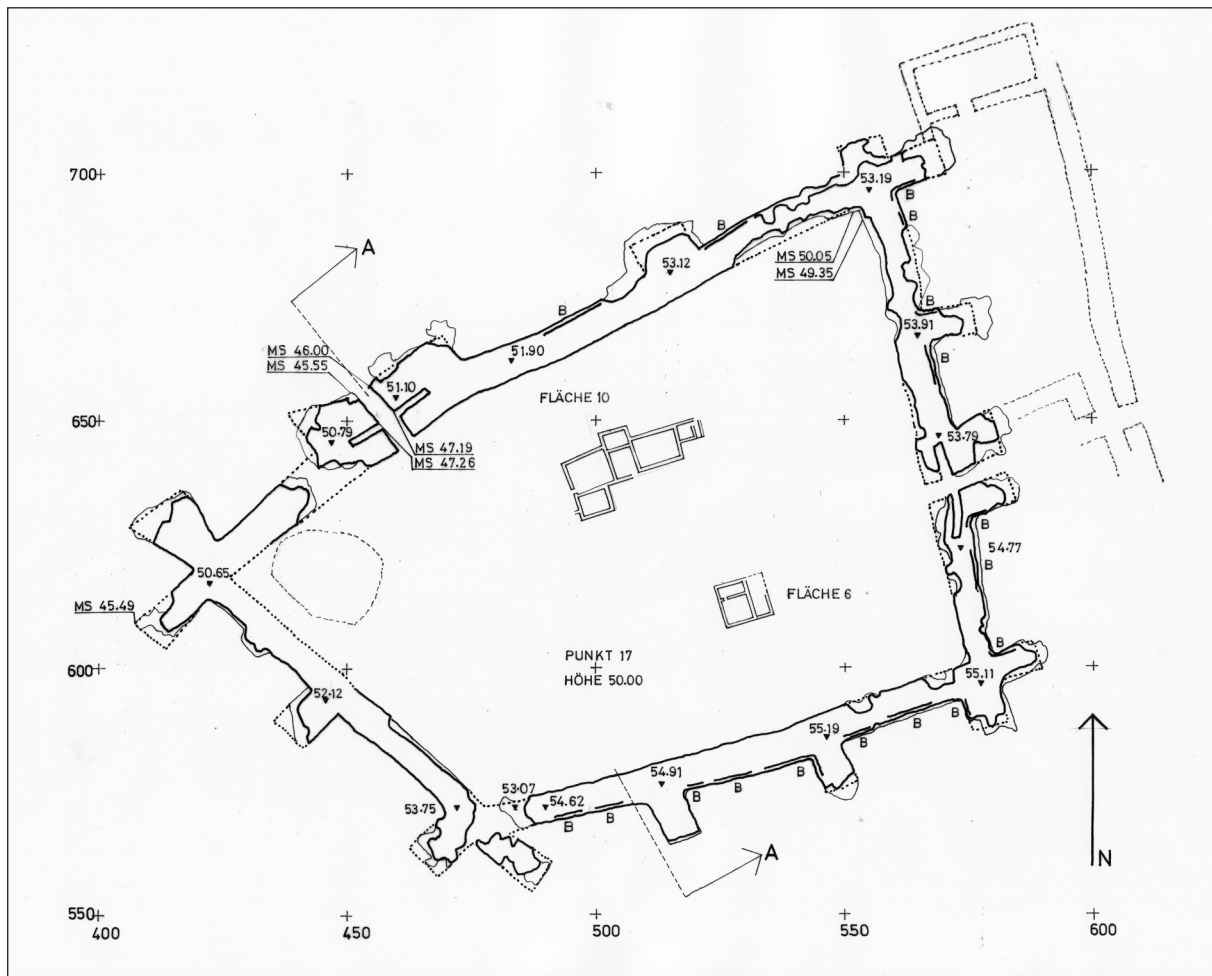 700
53.19
B
B
A
MS 50.05
MS 49.35
B
53.12
B
B
53.91
B
MS 46.00
MS 45.55
51.90
51.10
FLÄCHE 10
650
50.79
53.79
MS 47.19
MS 47.26
B
54.77
B
50.65
MS 45.49
FLÄCHE 6
B
600
PUNKT 17
HÖHE 50.00
55.11
52.12
55.19
B
B
B
B
54.91
53.07
53.75
54.62
B
B
B
B
B
A
N
550
400
450
500
550
600